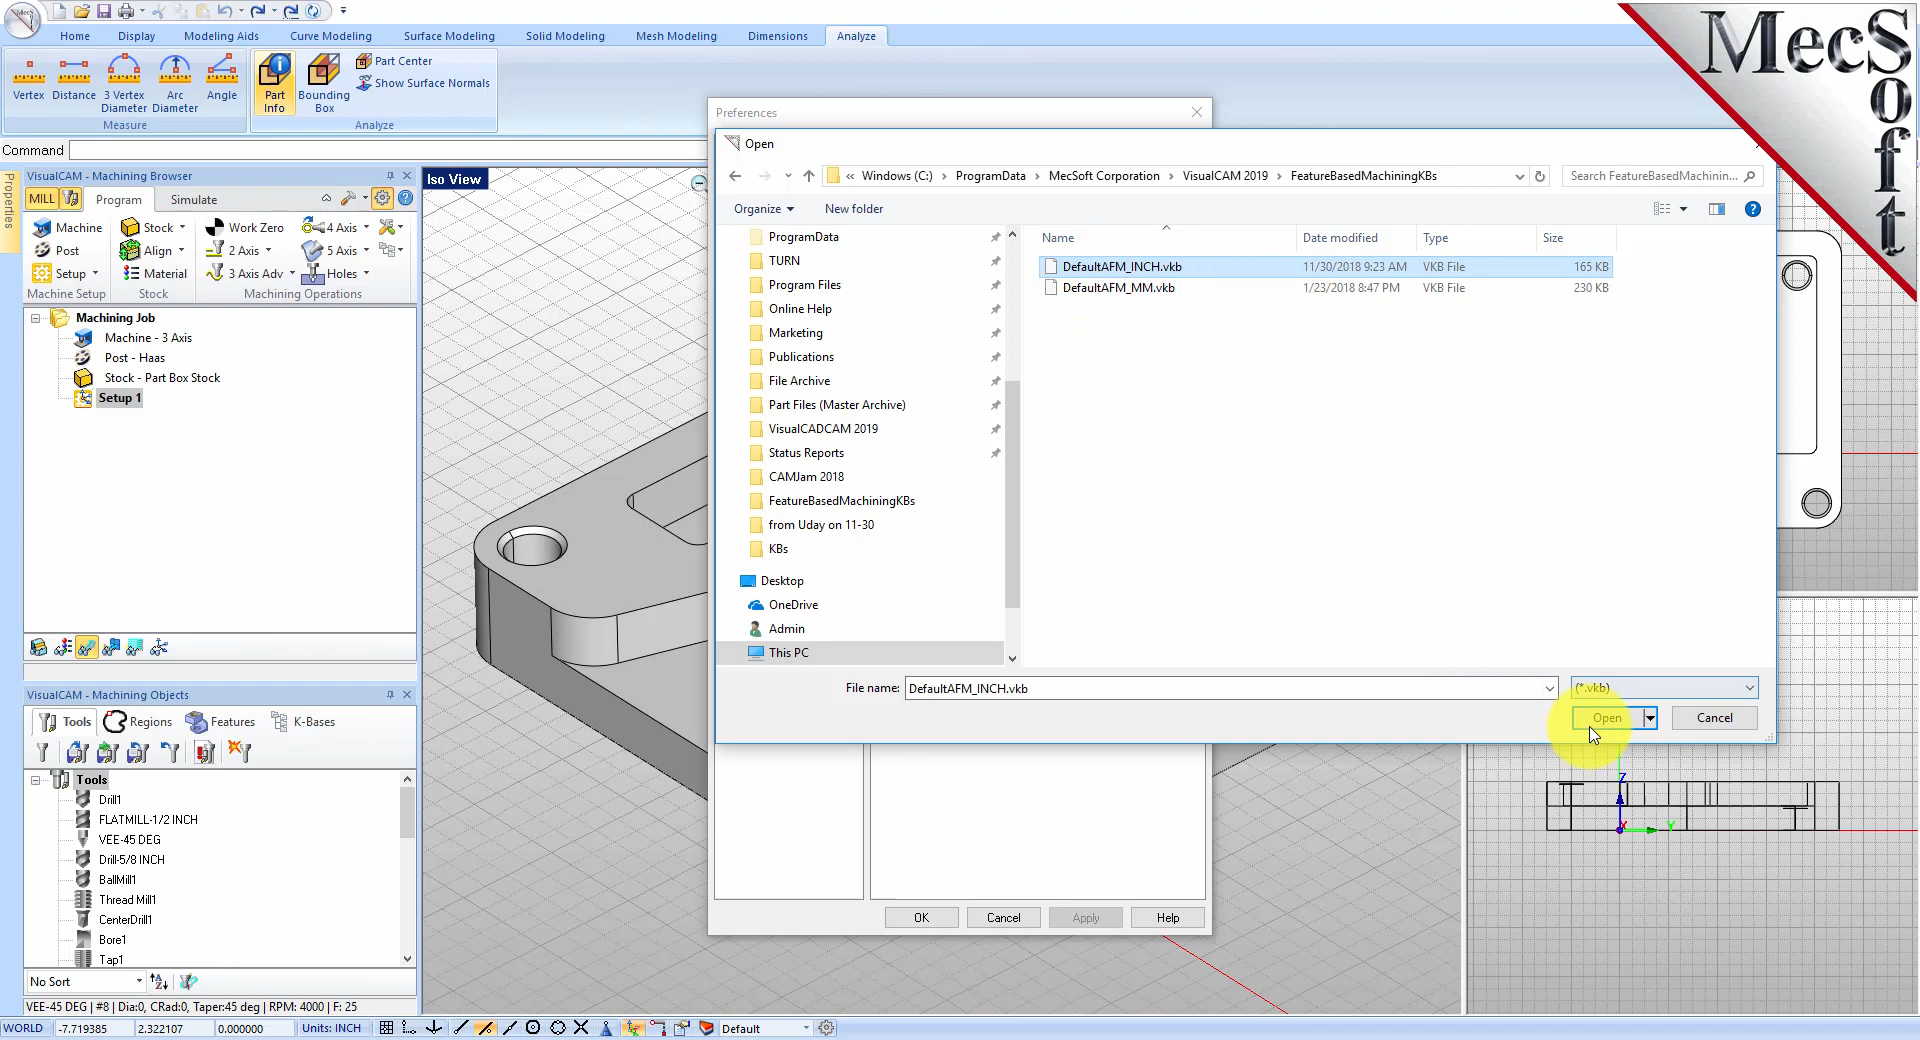 MecSoft
Home Display Modeling Aids Curve Modeling Surface Modeling Solid Modeling Mesh Modeling Dimensions Analyze
Vertex Distance 3 Vertex Diameter Arc Diameter Angle
Measure
Part Info Bounding Box
Part Center
Show Surface Normals
Analyze
Command
Properties
VisualCAM - Machining Browser
MILL Program Simulate
Machine Stock Work Zero 4 Axis
Post Align 2 Axis 5 Axis
Setup Material 3 Axis Adv Holes
Machine Setup Stock Machining Operations
Machining Job
Machine - 3 Axis
Post - Haas
Stock - Part Box Stock
Setup 1
VisualCAM - Machining Objects
Tools Regions Features K-Bases
Tools
Drill1
FLATMILL-1/2 INCH
VEE-45 DEG
Drill-5/8 INCH
BallMill1
Thread Mill1
CenterDrill1
Bore1
Tap1
No Sort
VEE-45 DEG | #8 | Dia:0, CRad:0, Taper:45 deg | RPM: 4000 | F: 25
WORLD -7.719385 2.322107 0.000000 Units: INCH Default
Iso View
Preferences
Open
« Windows (C:) ProgramData MecSoft Corporation VisualCAM 2019 FeatureBasedMachiningKBs
Search FeatureBasedMachinin...
Organize New folder
ProgramData
TURN
Program Files
Online Help
Marketing
Publications
File Archive
Part Files (Master Archive)
VisualCADCAM 2019
Status Reports
CAMJam 2018
FeatureBasedMachiningKBs
from Uday on 11-30
KBs
Desktop
OneDrive
Admin
This PC
Name Date modified Type Size
DefaultAFM_INCH.vkb 11/30/2018 9:23 AM VKB File 165 KB
DefaultAFM_MM.vkb 1/23/2018 8:47 PM VKB File 230 KB
File name: DefaultAFM_INCH.vkb (*.vkb)
Open Cancel
OK Cancel Apply Help
Z
X
Y